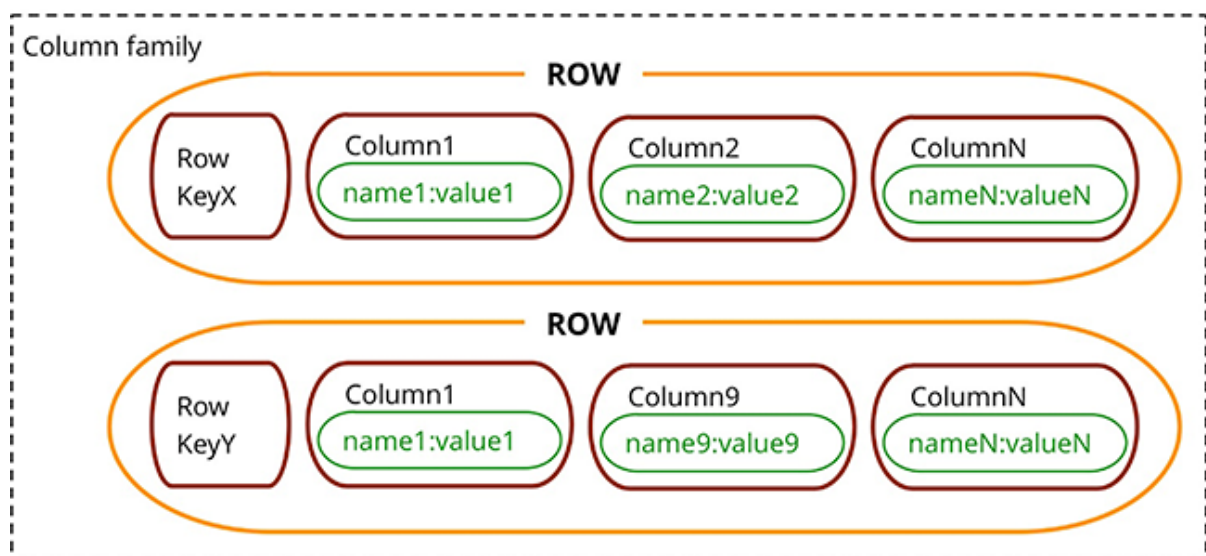 Column family
ROW
Row
KeyX
Column1
name1:value1
Column2
name2:value2
ColumnN
nameN:valueN
ROW
Row
KeyY
Column1
name1:value1
Column9
name9:value9
ColumnN
nameN:valueN